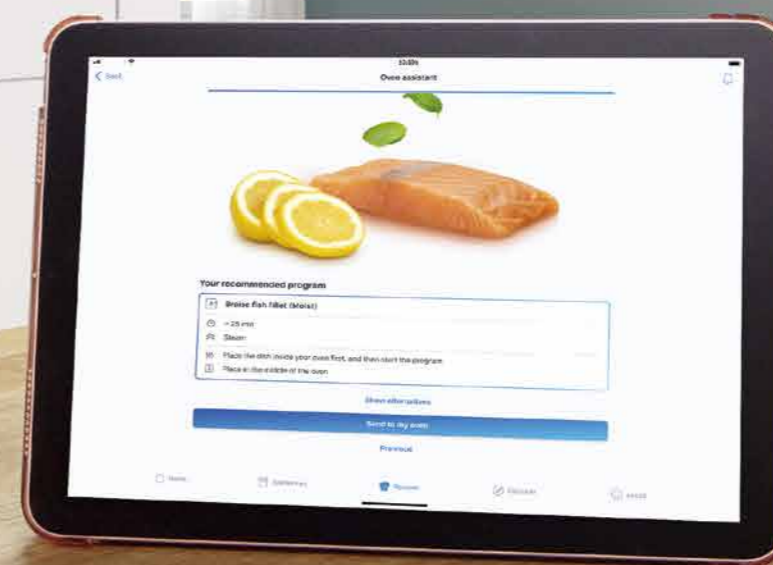 Back
Oven assistant
Your recommended program
Braise fish fillet (Moist)
≈ 25 min
Steam
Place the dish inside your oven first, and then start the program
Place in the middle of the oven
Show alternatives
Send to my oven
Previous
Home
Appliances
Recipes